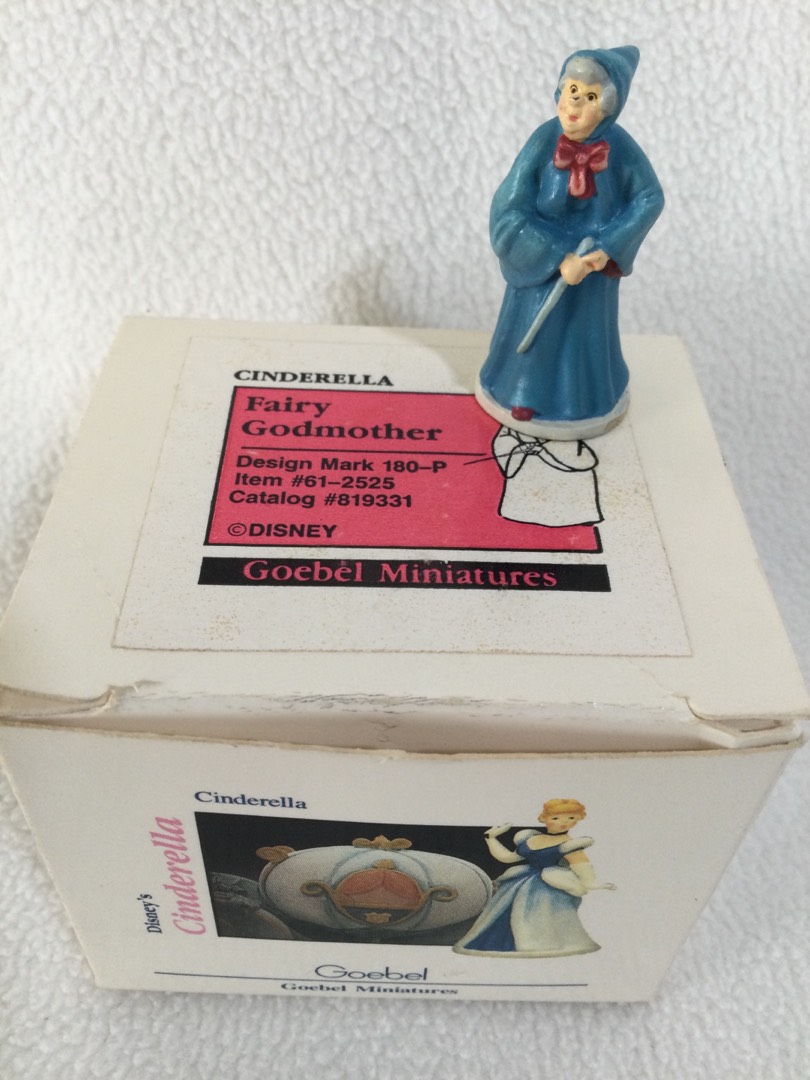 CINDERELLA
Fairy
Godmother
Design Mark 180–P
Item #61–2525
Catalog #819331
©DISNEY
Goebel Miniatures
Cinderella
Disney's
Cinderella
Goebel
Goebel Miniatures